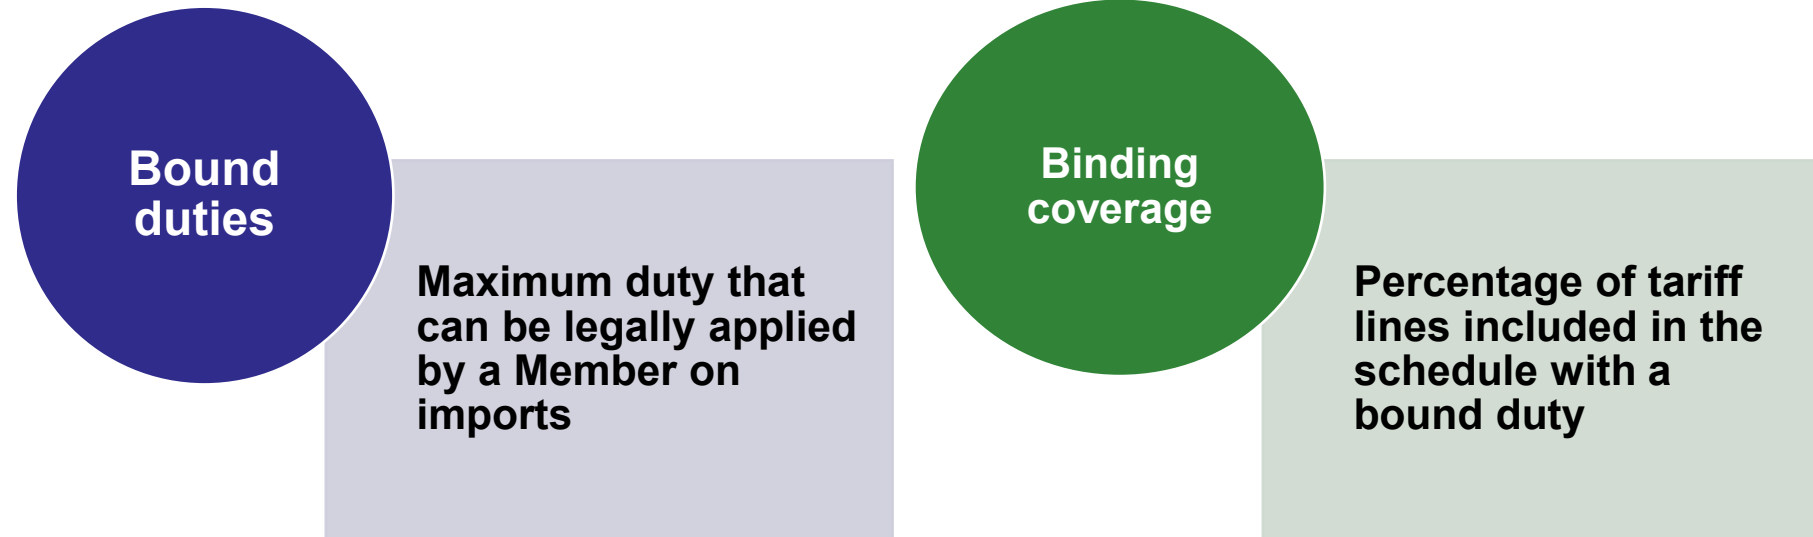 Bound
duties
Maximum duty that
can be legally applied
by a Member on
imports
Binding
coverage
Percentage of tariff
lines included in the
schedule with a
bound duty